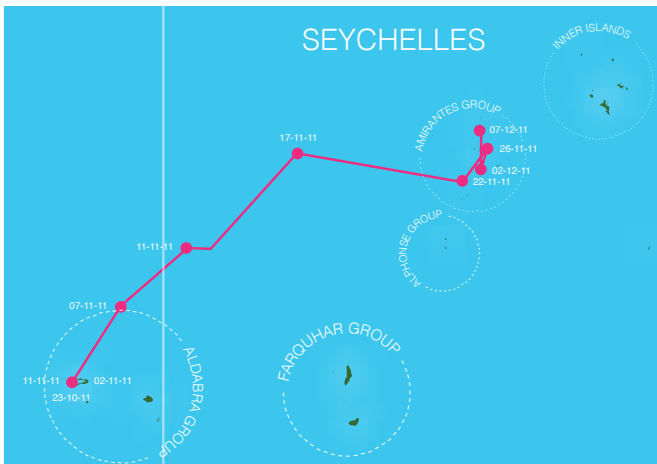 SEYCHELLES
INNER ISLANDS
AMIRANTES GROUP
07-12-11
17-11-11
26-11-11
02-12-11
22-11-11
ALPHONSE GROUP
11-11-11
07-11-11
FARQUHAR GROUP
ALDABRA GROUP
11-11-11
02-11-11
23-10-11